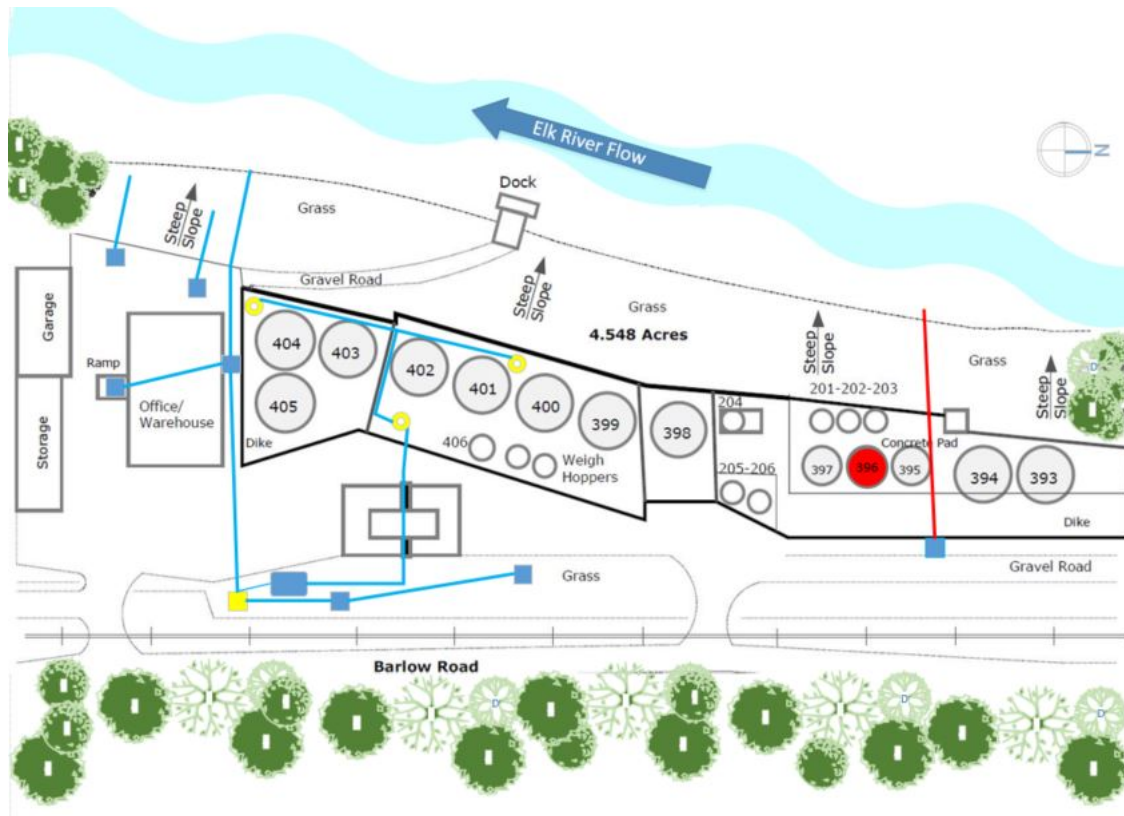 Elk River Flow
N
Dock
Steep
Slope
Grass
Gravel Road
Steep
Slope
Grass
4.548 Acres
Steep
Slope
Grass
Steep
Slope
D
Garage
Ramp
Office/
Warehouse
Storage
404
403
405
Dike
402
401
400
399
406
Weigh
Hoppers
398
204
205-206
201-202-203
Concrete Pad
397
396
395
394
393
Dike
Gravel Road
Grass
Barlow Road
D
D
D